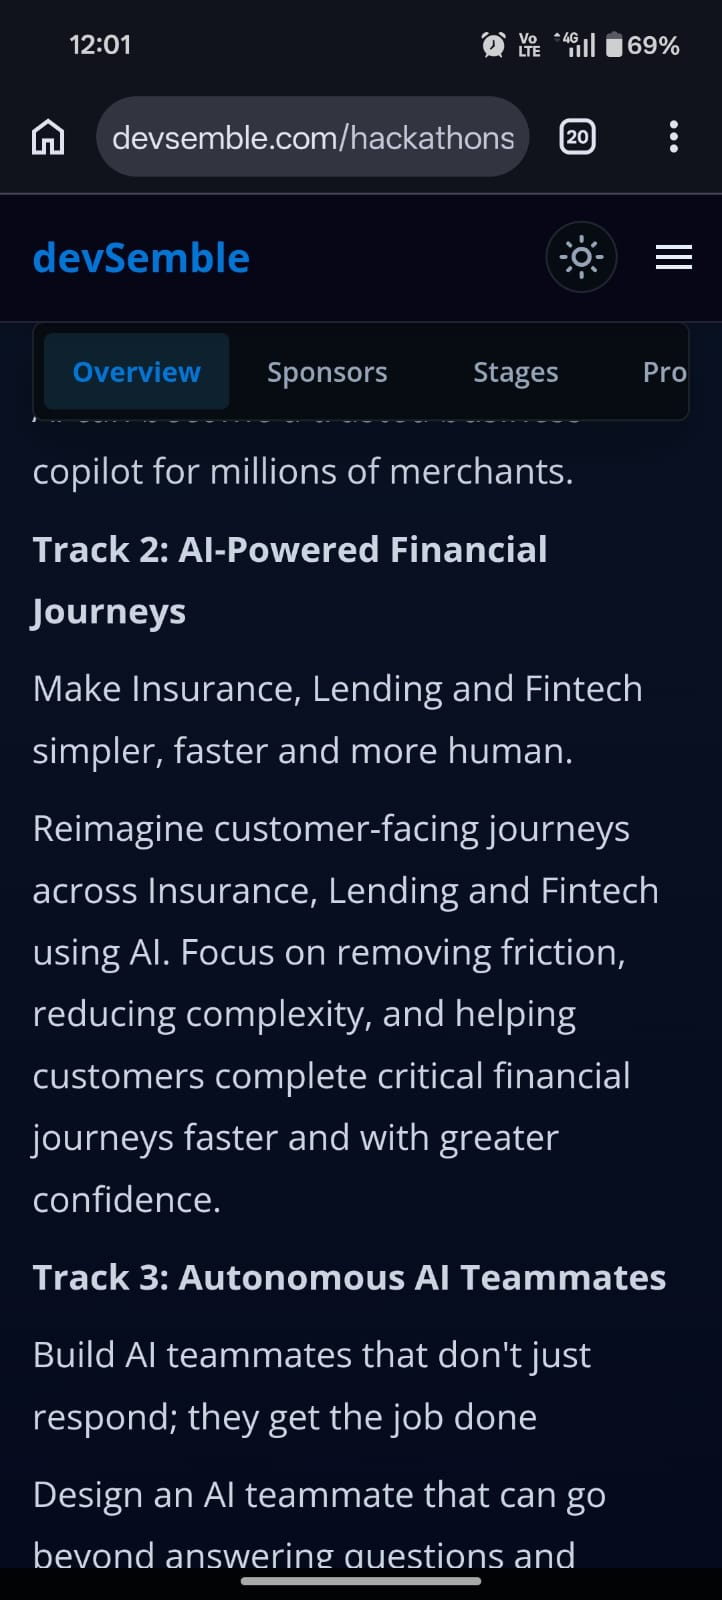 12:01
Vo LTE 4G 69%
devsemble.com/hackathons
20
devSemble
Overview Sponsors Stages Pro
copilot for millions of merchants.
Track 2: AI-Powered Financial
Journeys
Make Insurance, Lending and Fintech
simpler, faster and more human.
Reimagine customer-facing journeys
across Insurance, Lending and Fintech
using AI. Focus on removing friction,
reducing complexity, and helping
customers complete critical financial
journeys faster and with greater
confidence.
Track 3: Autonomous AI Teammates
Build AI teammates that don't just
respond; they get the job done
Design an AI teammate that can go
beyond answering questions and